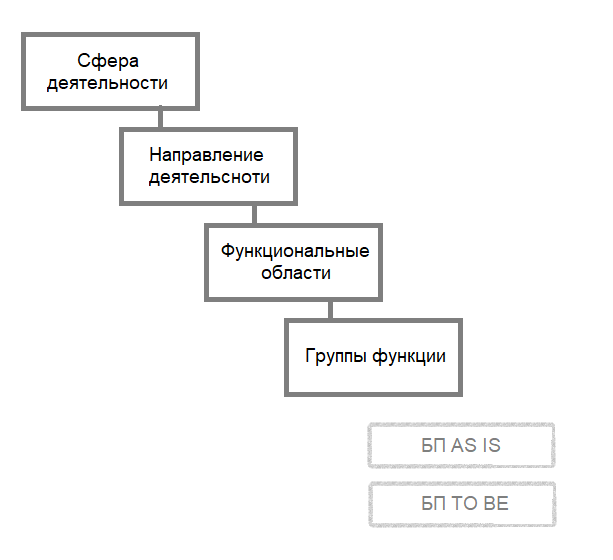 Сфера
деятельности
Направление
деятельсноти
Функциональные
области
Группы функции
БП AS IS
БП TO BE